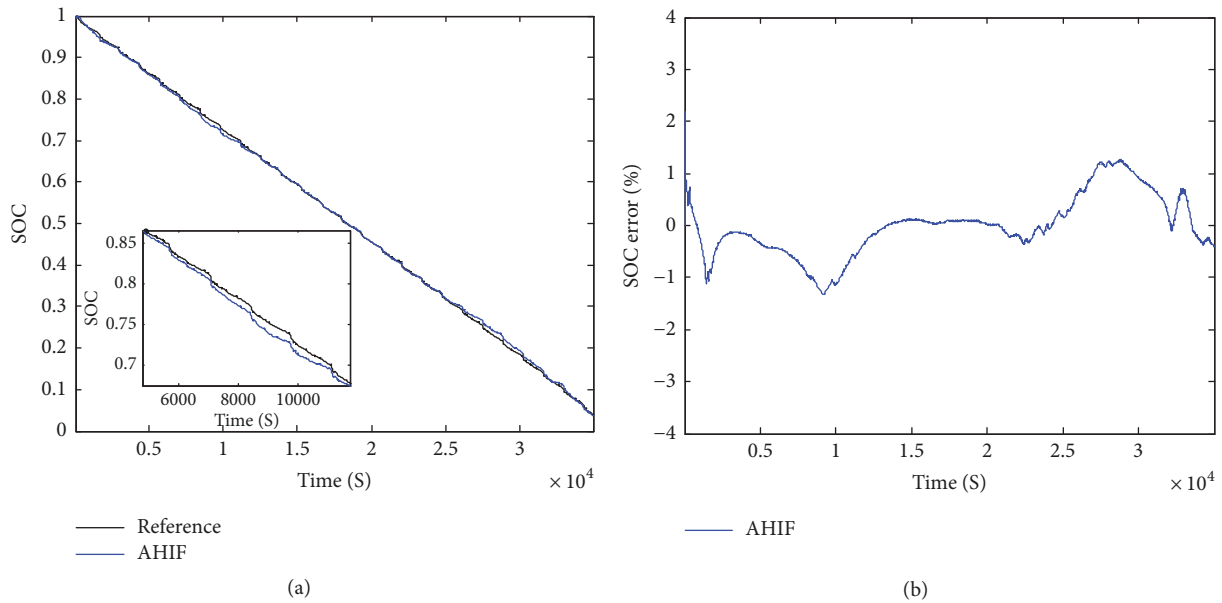 1
0.9
0.8
0.7
0.6
0.5
0.4
0.3
0.2
0.1
0
SOC
0.85
0.8
0.75
0.7
SOC
6000 8000 10000
Time (S)
0.5 1 1.5 2 2.5 3
Time (S)
× 10⁴
Reference
AHIF
(a)
4
3
2
1
0
−1
−2
−3
−4
SOC error (%)
0.5 1 1.5 2 2.5 3
Time (S)
× 10⁴
AHIF
(b)